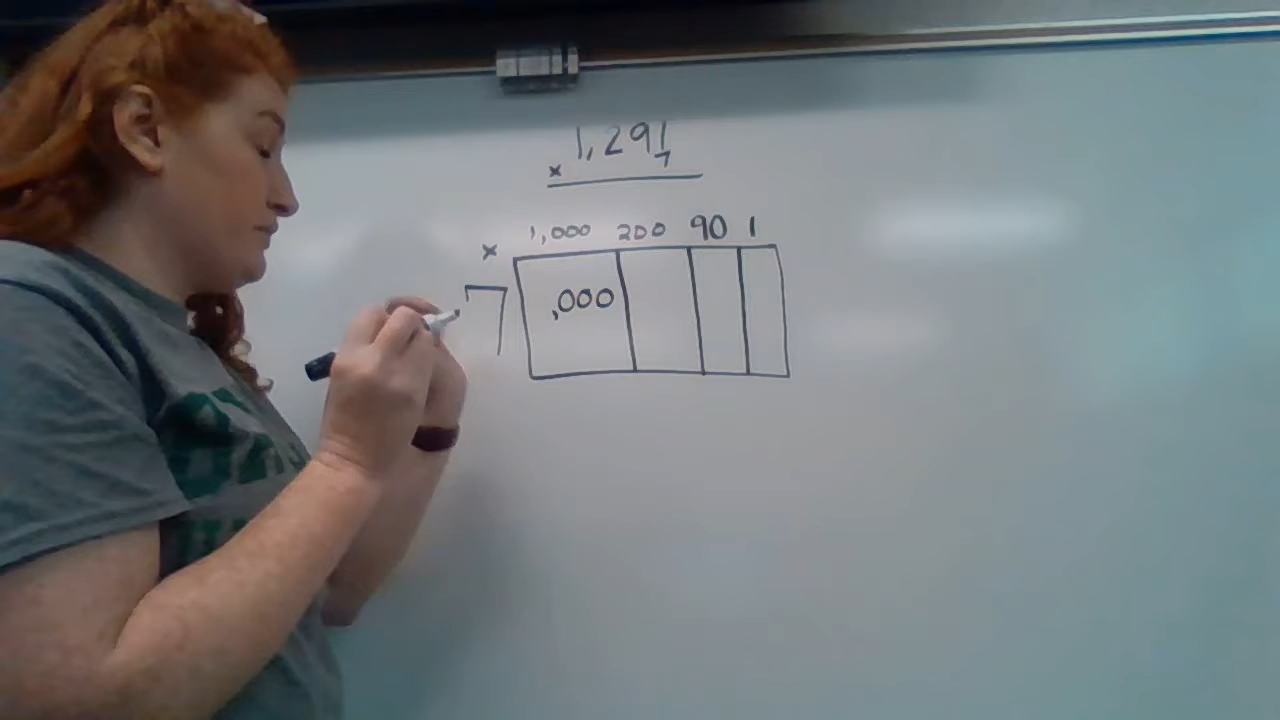 1,291
× 7
× 1,000 200 90 1
7 ,000